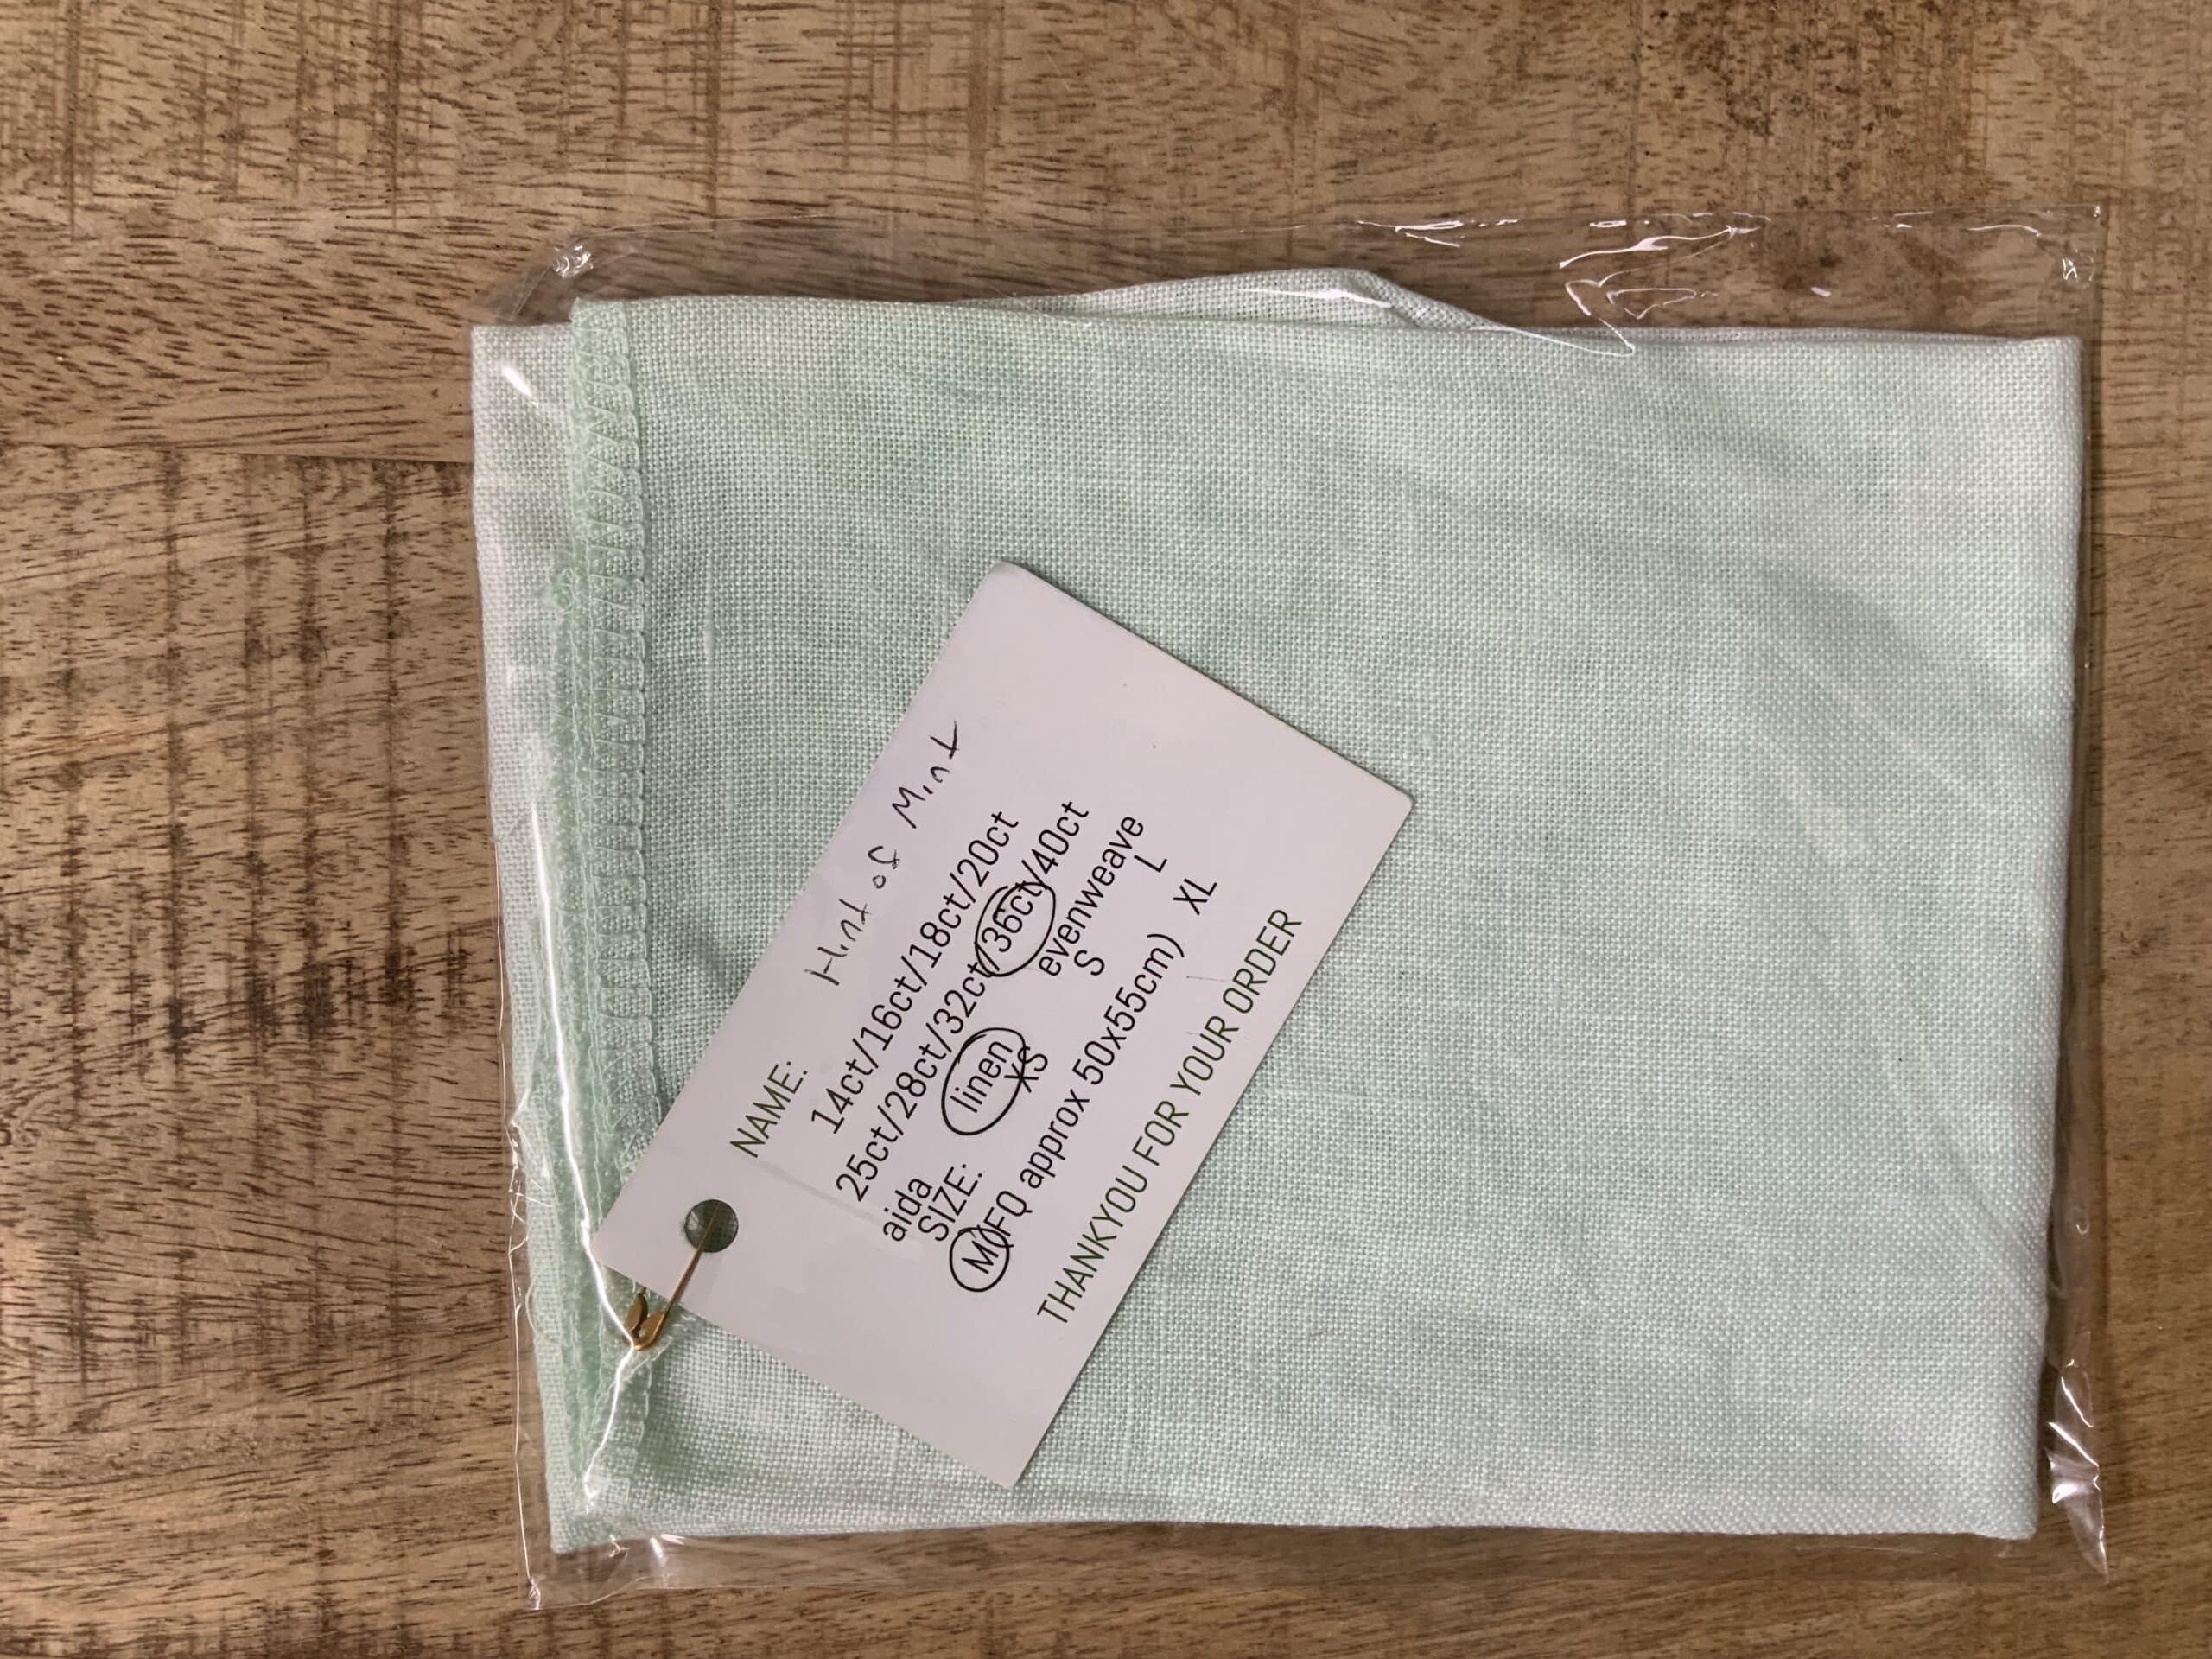 NAME: Hint of Mint
14ct/16ct/18ct/20ct
25ct/28ct/32ct/36ct/40ct
aida linen evenweave
SIZE: XS S L
M(FQ approx 50x55cm) XL
THANKYOU FOR YOUR ORDER